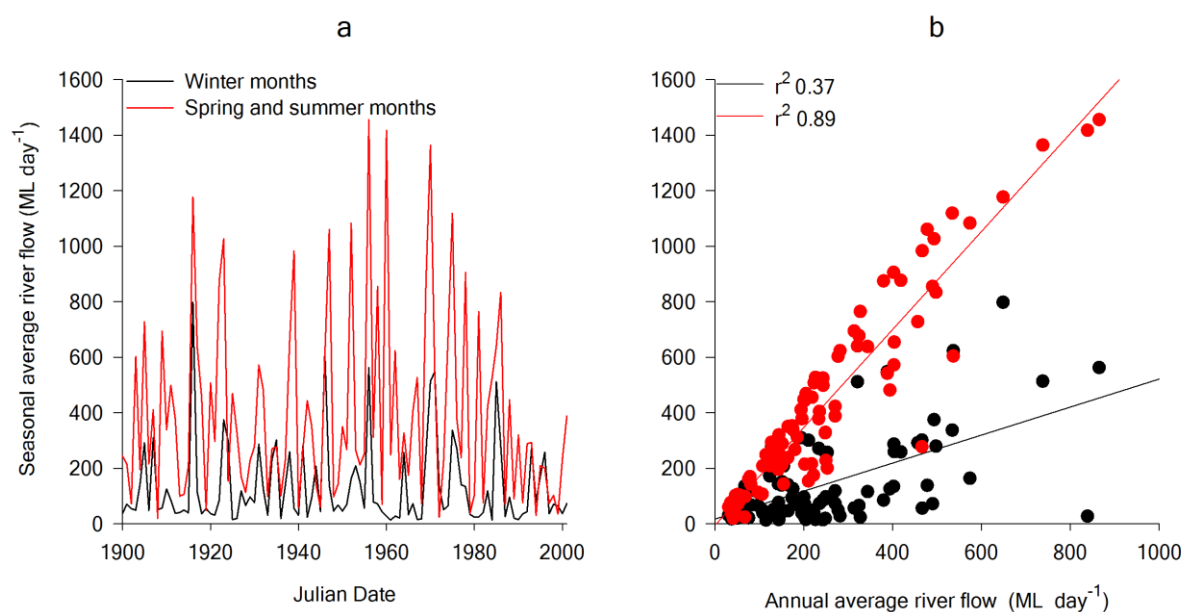 a
1600
1400
1200
1000
800
600
400
200
0
Seasonal average river flow (ML day⁻¹)
Winter months
Spring and summer months
1900 1920 1940 1960 1980 2000
Julian Date
b
1600
1400
1200
1000
800
600
400
200
0
r² 0.37
r² 0.89
0 200 400 600 800 1000
Annual average river flow (ML day⁻¹)